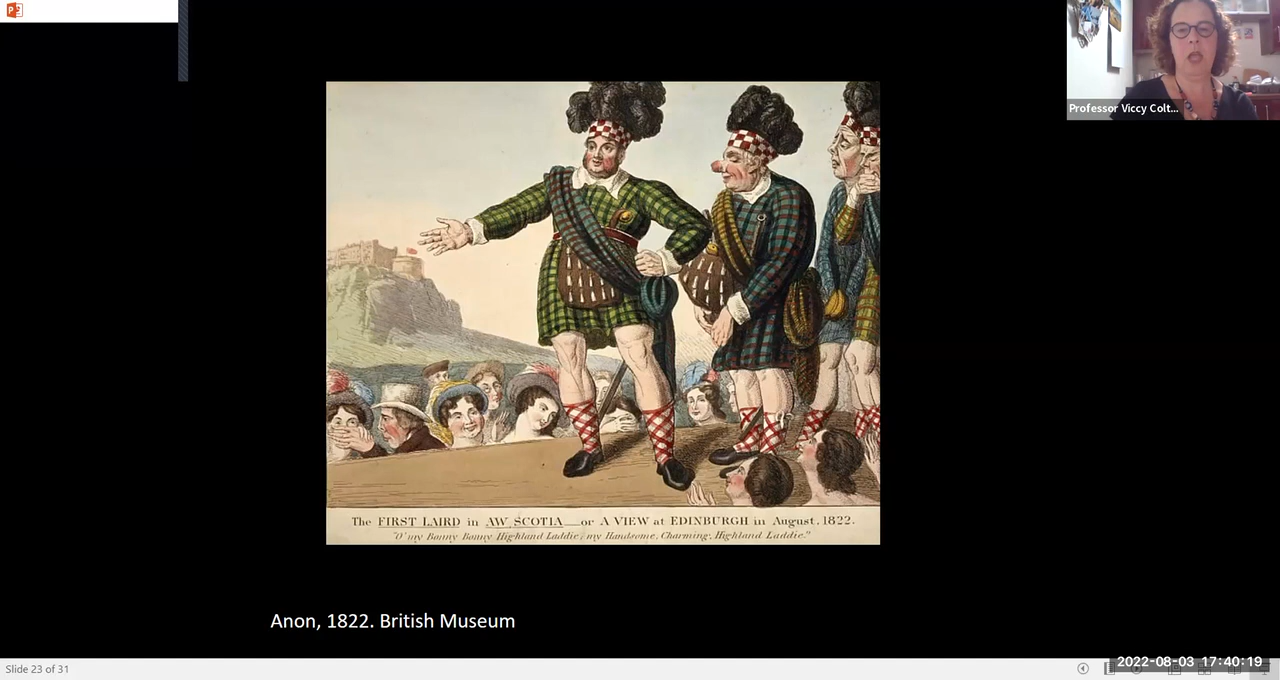 Professor Viccy Colt...
The FIRST LAIRD in AW SCOTIA or A VIEW at EDINBURGH in August. 1822.
"O' my Bonny Bonny Highland Laddie, my Handsome, Charming, Highland Laddie."
Anon, 1822. British Museum
Slide 23 of 31
2022-08-03 17:40:19